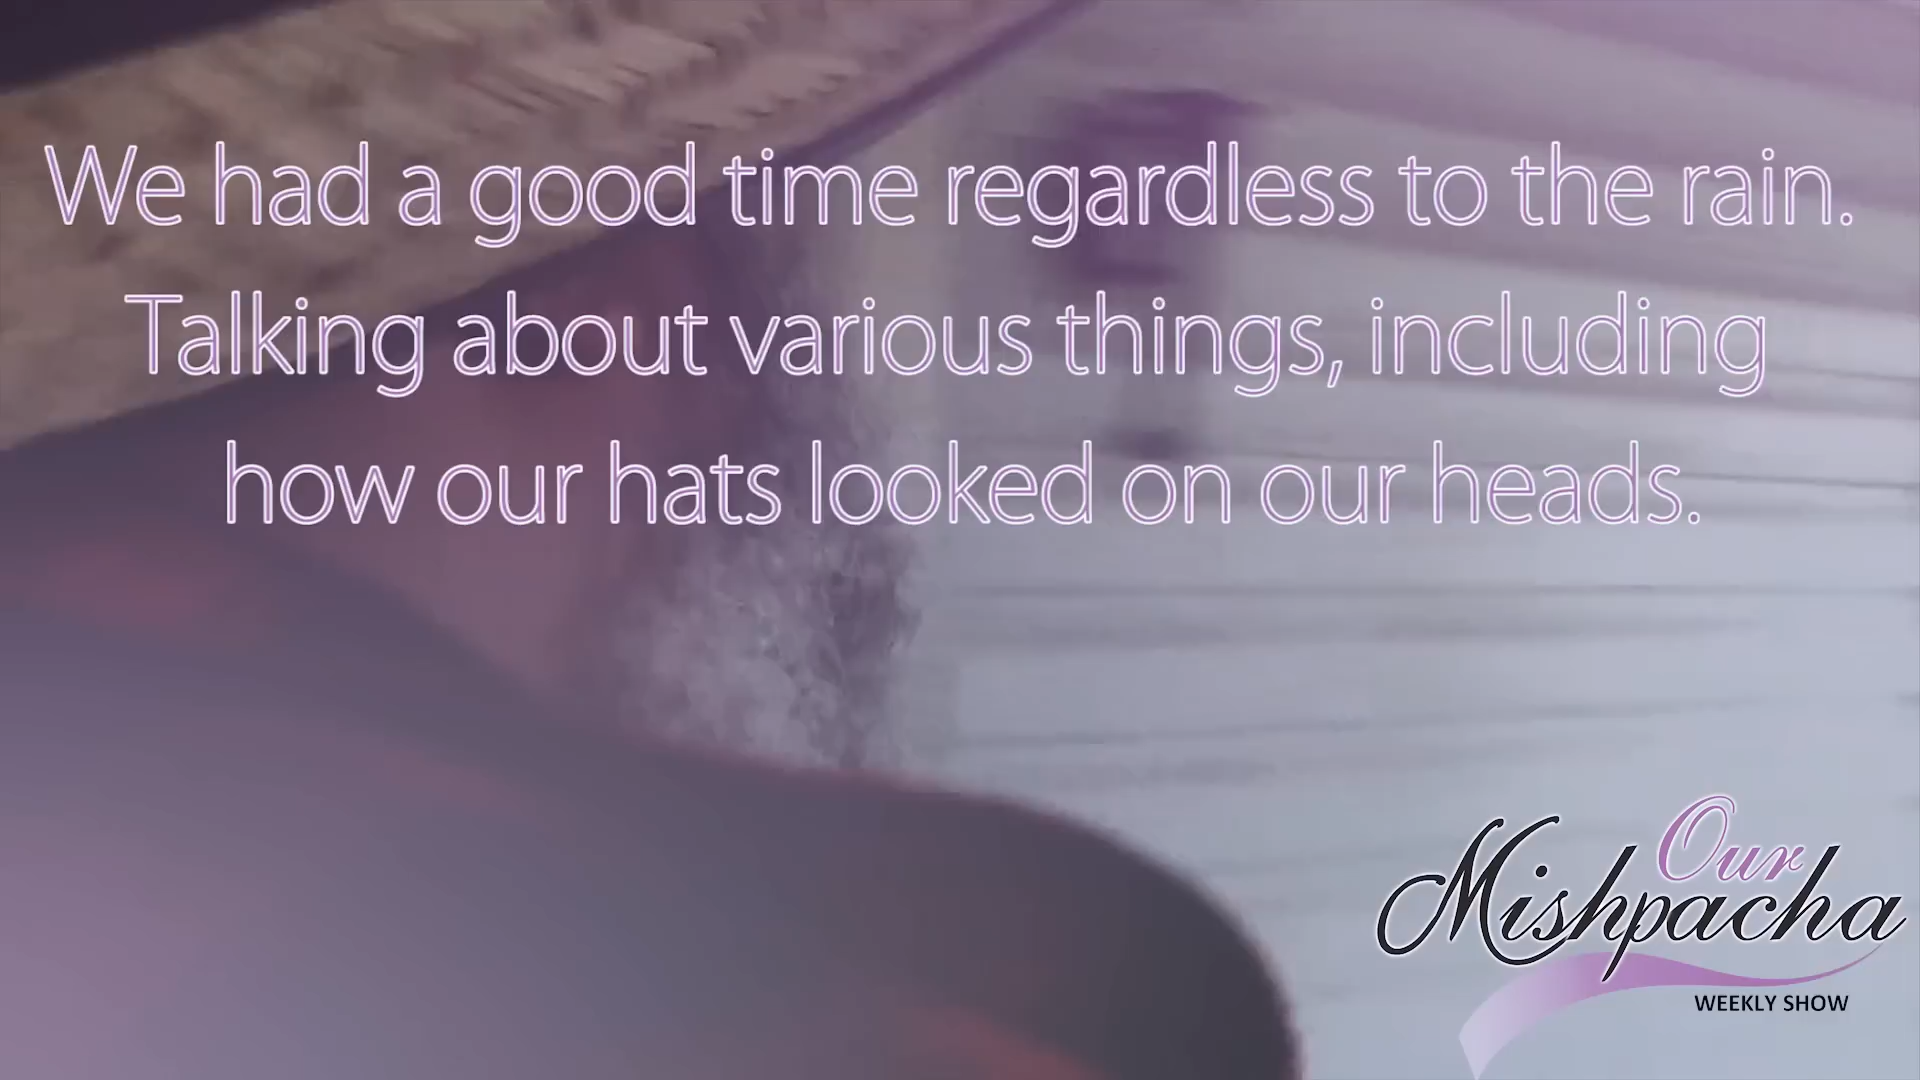 We had a good time regardless to the rain.
Talking about various things, including
how our hats looked on our heads.
Our
Mishpacha
WEEKLY SHOW